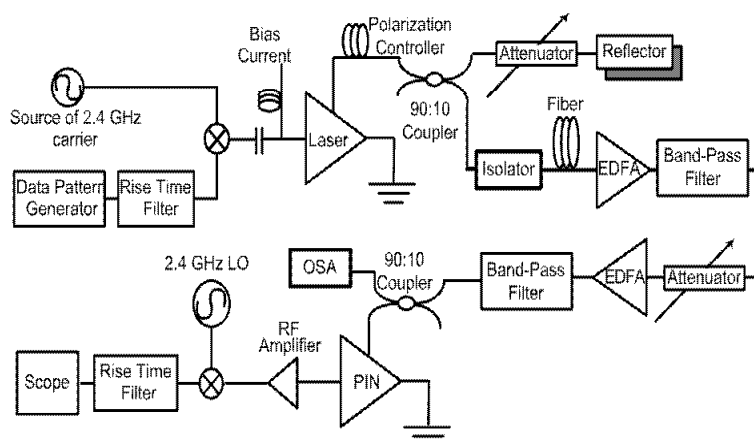 Bias
Current
Polarization
Controller
Attenuator
Reflector
Source of 2.4 GHz
carrier
Laser
90:10
Coupler
Fiber
Data Pattern
Generator
Rise Time
Filter
Isolator
EDFA
Band-Pass
Filter
2.4 GHz LO
OSA
90:10
Coupler
Band-Pass
Filter
EDFA
Attenuator
RF
Amplifier
Scope
Rise Time
Filter
PIN